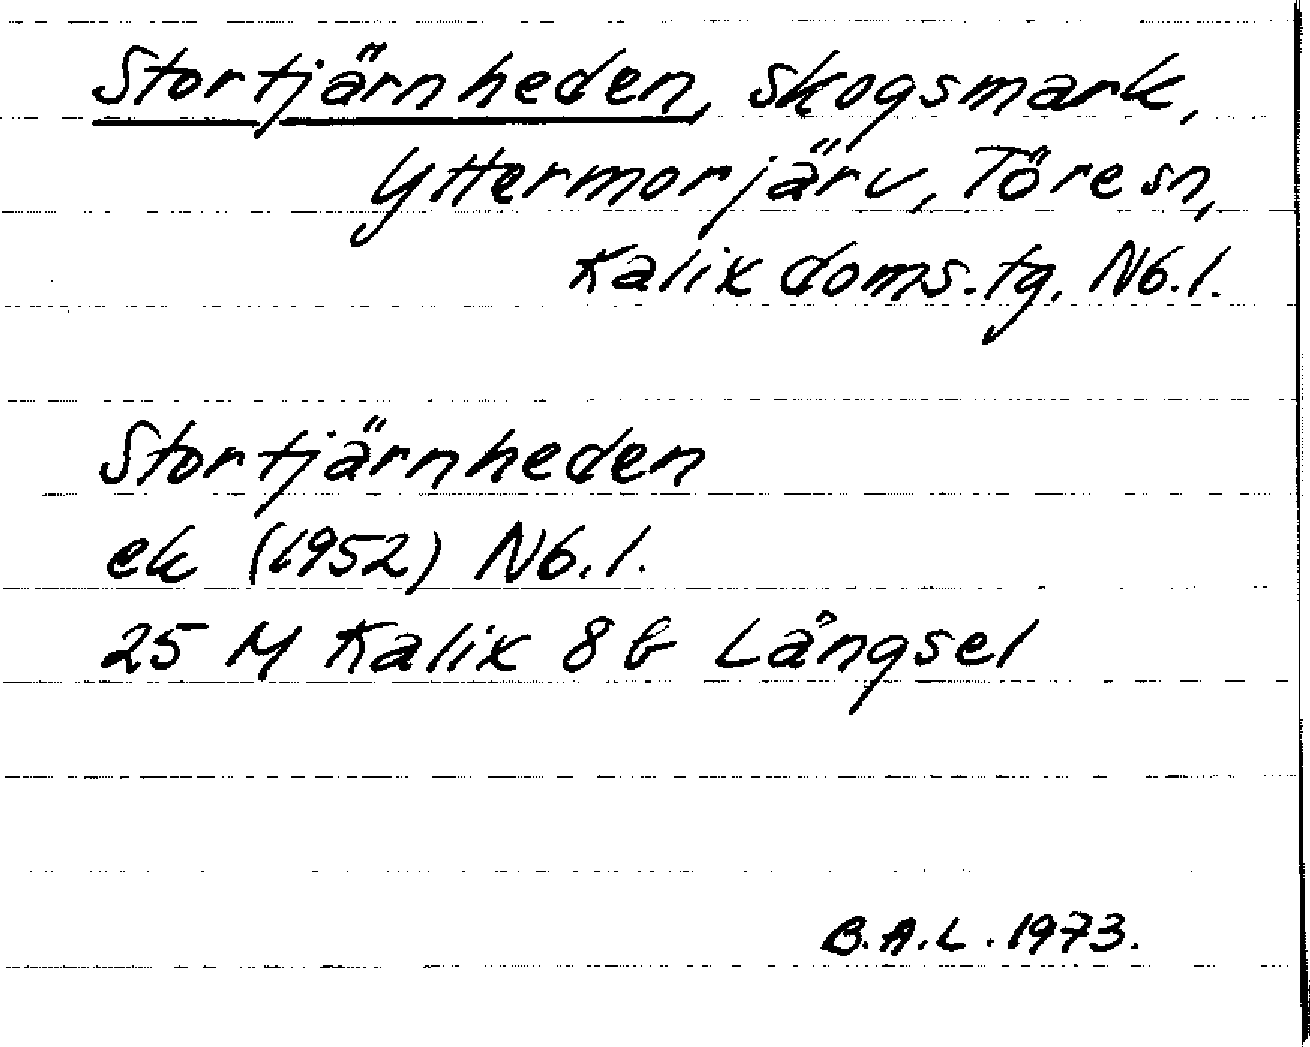 Stortjärnheden, skogsmark,
Yttermorjärv, Töre sn,
Kalix doms. tg, Nb. l.
Stortjärnheden
ek (1952) Nb. l.
25 M Kalix 8 b Långsel
B.A.L. 1973.